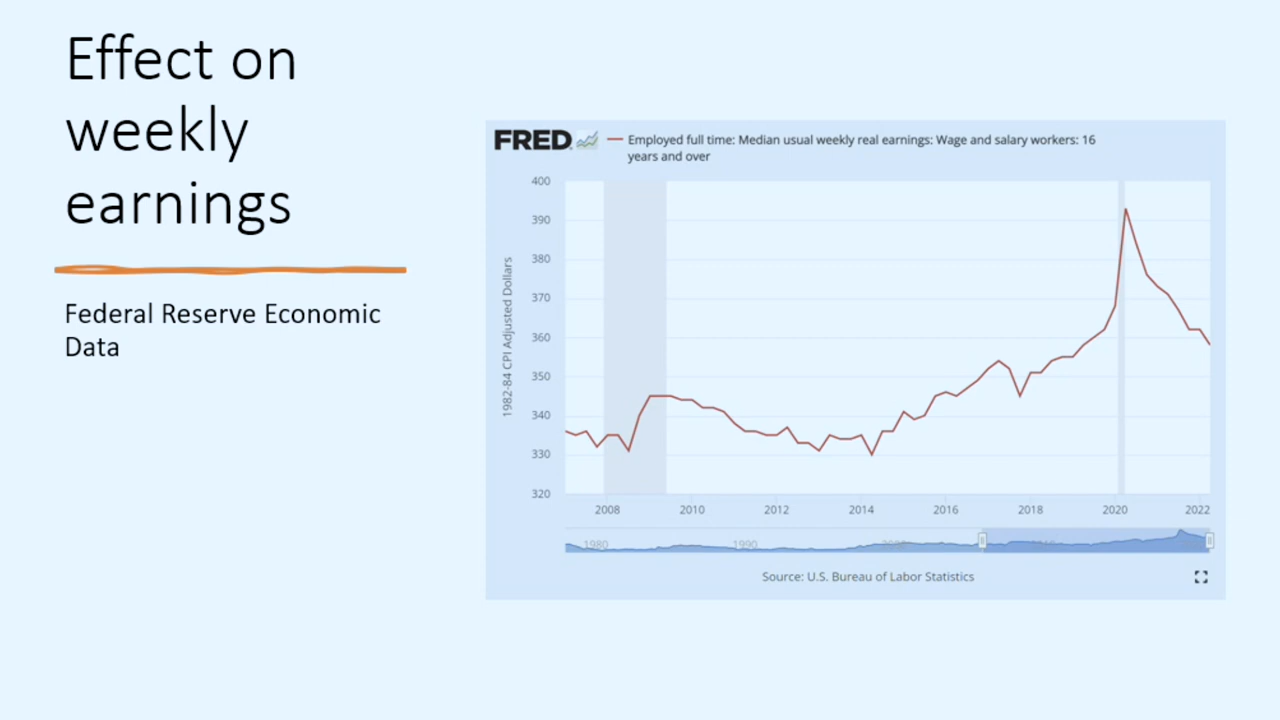 Effect on
weekly
earnings
Federal Reserve Economic
Data
FRED
Employed full time: Median usual weekly real earnings: Wage and salary workers: 16
years and over
1982-84 CPI Adjusted Dollars
400
390
380
370
360
350
340
330
320
2008 2010 2012 2014 2016 2018 2020 2022
1980 1990
Source: U.S. Bureau of Labor Statistics